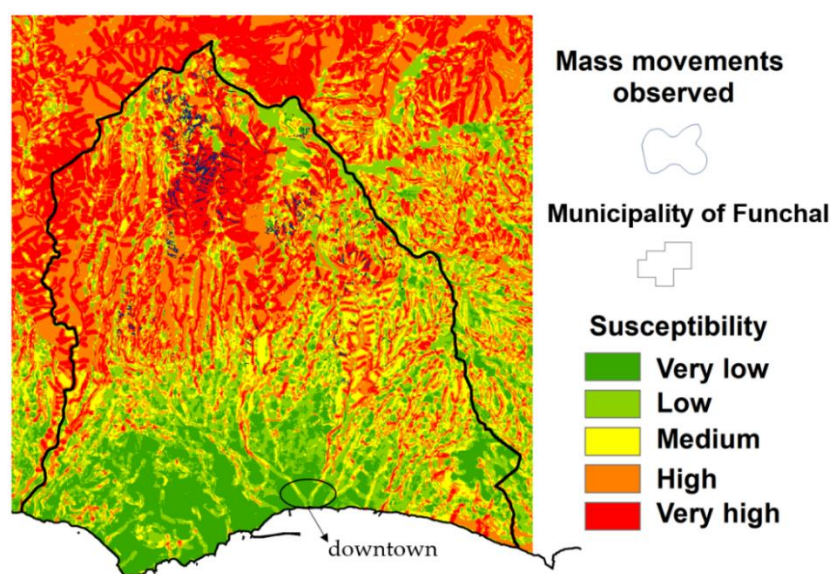 Mass movements
observed
Municipality of Funchal
Susceptibility
Very low
Low
Medium
High
Very high
downtown